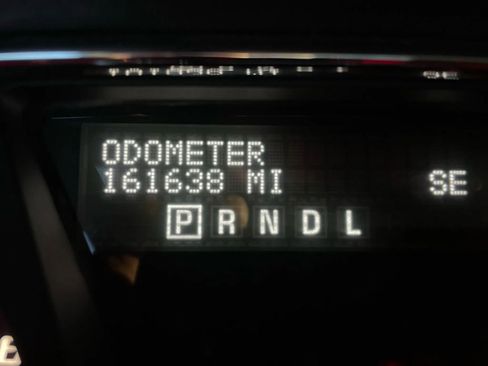 ODOMETER
161638 MI SE
P R N D L